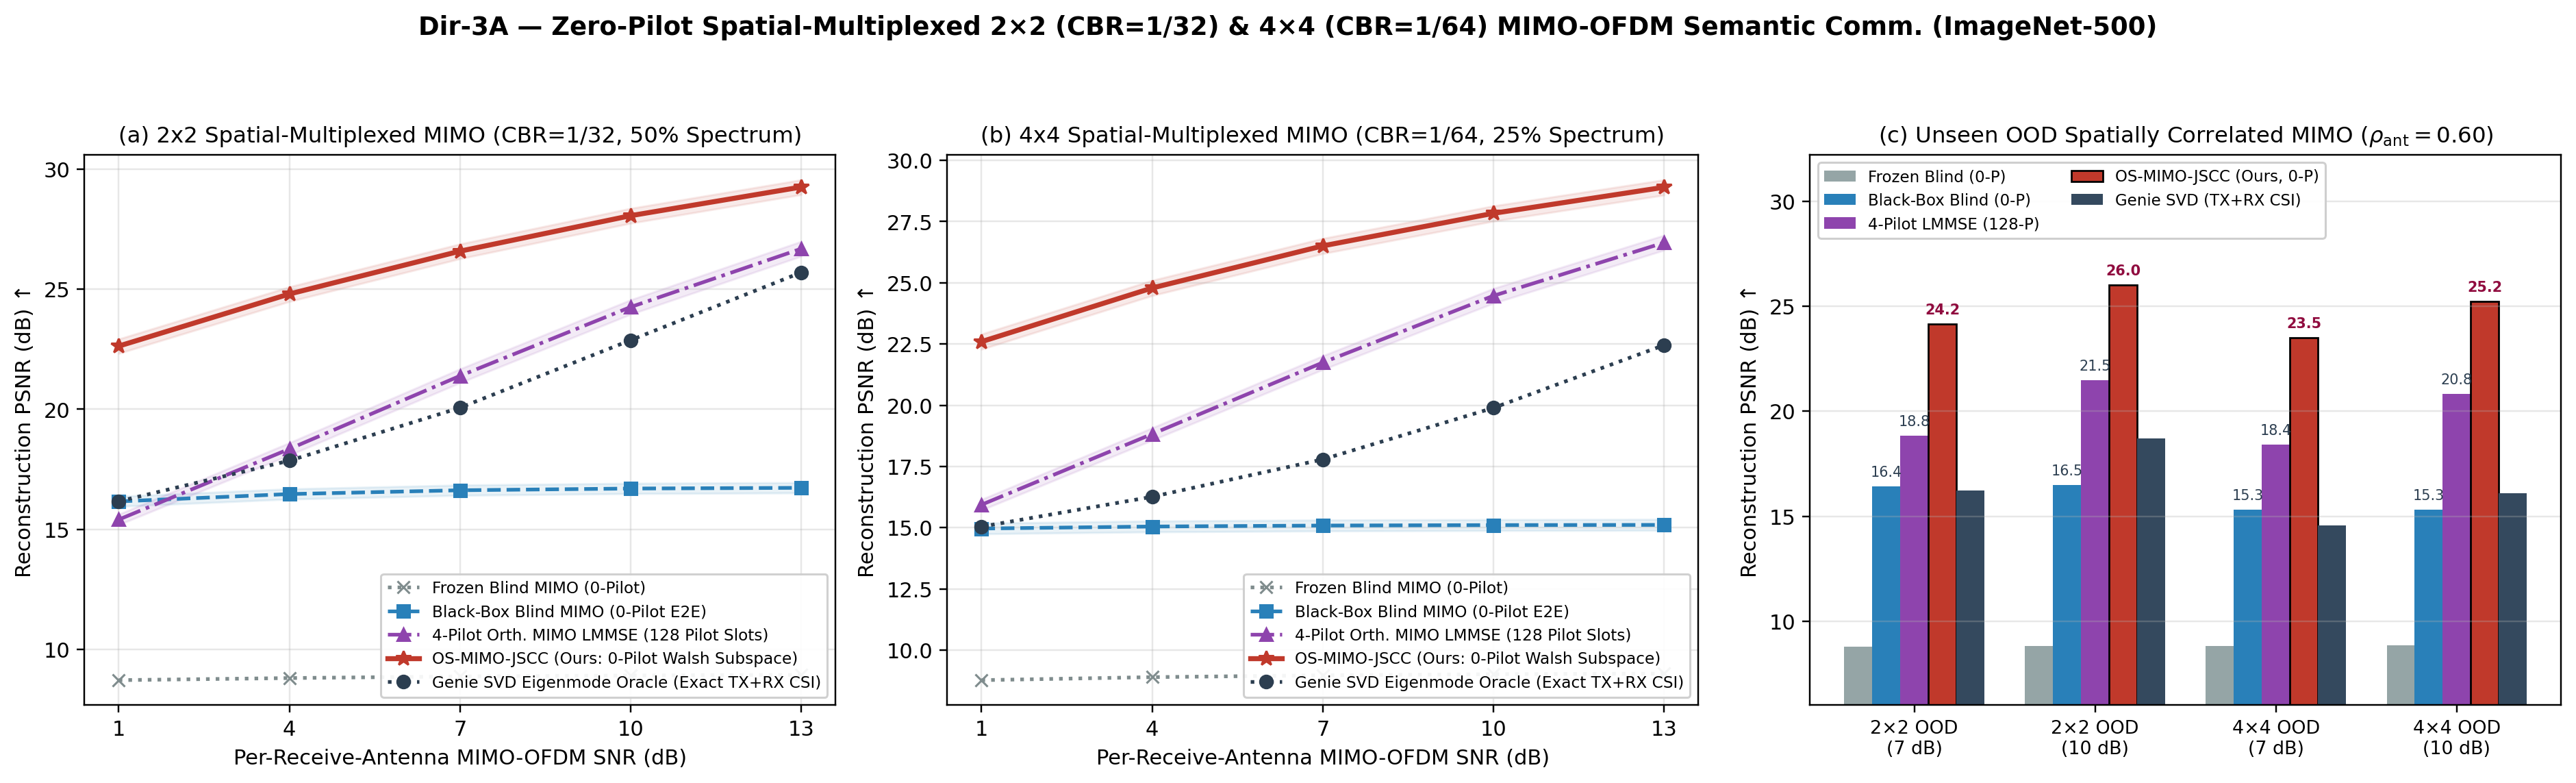 Dir-3A — Zero-Pilot Spatial-Multiplexed 2×2 (CBR=1/32) & 4×4 (CBR=1/64) MIMO-OFDM Semantic Comm. (ImageNet-500)
(a) 2x2 Spatial-Multiplexed MIMO (CBR=1/32, 50% Spectrum)
Reconstruction PSNR (dB) ↑
30
25
20
15
10
Frozen Blind MIMO (0-Pilot)
Black-Box Blind MIMO (0-Pilot E2E)
4-Pilot Orth. MIMO LMMSE (128 Pilot Slots)
OS-MIMO-JSCC (Ours: 0-Pilot Walsh Subspace)
Genie SVD Eigenmode Oracle (Exact TX+RX CSI)
1 4 7 10 13
Per-Receive-Antenna MIMO-OFDM SNR (dB)
(b) 4x4 Spatial-Multiplexed MIMO (CBR=1/64, 25% Spectrum)
Reconstruction PSNR (dB) ↑
30.0
27.5
25.0
22.5
20.0
17.5
15.0
12.5
10.0
Frozen Blind MIMO (0-Pilot)
Black-Box Blind MIMO (0-Pilot E2E)
4-Pilot Orth. MIMO LMMSE (128 Pilot Slots)
OS-MIMO-JSCC (Ours: 0-Pilot Walsh Subspace)
Genie SVD Eigenmode Oracle (Exact TX+RX CSI)
1 4 7 10 13
Per-Receive-Antenna MIMO-OFDM SNR (dB)
(c) Unseen OOD Spatially Correlated MIMO (ρant = 0.60)
Reconstruction PSNR (dB) ↑
30
25
20
15
10
Frozen Blind (0-P)
Black-Box Blind (0-P)
4-Pilot LMMSE (128-P)
OS-MIMO-JSCC (Ours, 0-P)
Genie SVD (TX+RX CSI)
16.4 18.8 24.2
16.5 21.5 26.0
15.3 18.4 23.5
15.3 20.8 25.2
2×2 OOD
(7 dB)
2×2 OOD
(10 dB)
4×4 OOD
(7 dB)
4×4 OOD
(10 dB)